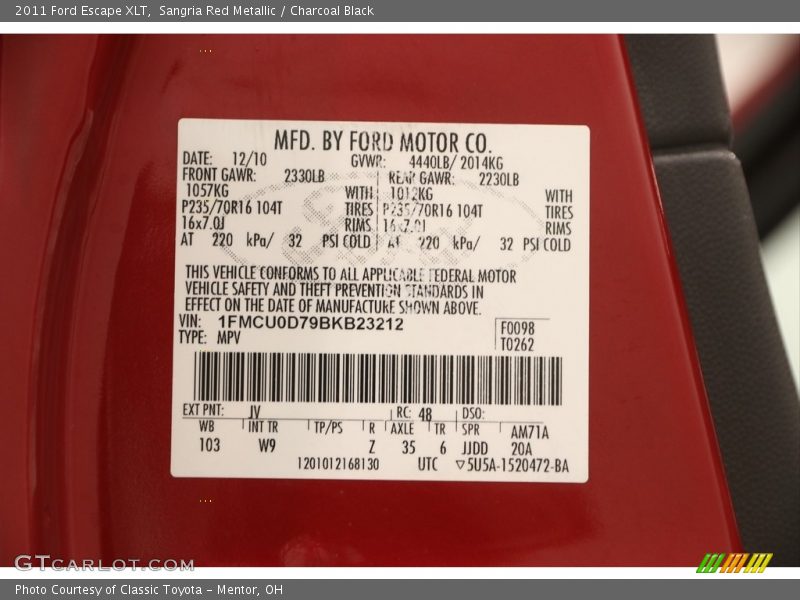 2011 Ford Escape XLT, Sangria Red Metallic / Charcoal Black
MFD. BY FORD MOTOR CO.
DATE: 12/10 GVWR: 4440LB/ 2014KG
FRONT GAWR: 2330LB REAR GAWR: 2230LB
1057KG WITH 1012KG WITH
P235/70R16 104T TIRES P235/70R16 104T TIRES
16x7.0J RIMS 16x7.0J RIMS
AT 220 kPa/ 32 PSI COLD AT 220 kPa/ 32 PSI COLD
THIS VEHICLE CONFORMS TO ALL APPLICABLE FEDERAL MOTOR
VEHICLE SAFETY AND THEFT PREVENTION STANDARDS IN
EFFECT ON THE DATE OF MANUFACTURE SHOWN ABOVE.
VIN: 1FMCU0D79BKB23212 F0098
TYPE: MPV T0262
EXT PNT: JV RC: 48 DSO:
WB INT TR TP/PS R AXLE TR SPR AM71A
103 W9 Z 35 6 JJDD 20A
1201012168130 UTC ▽5U5A-1520472-BA
GTCARLOT.COM
Photo Courtesy of Classic Toyota - Mentor, OH